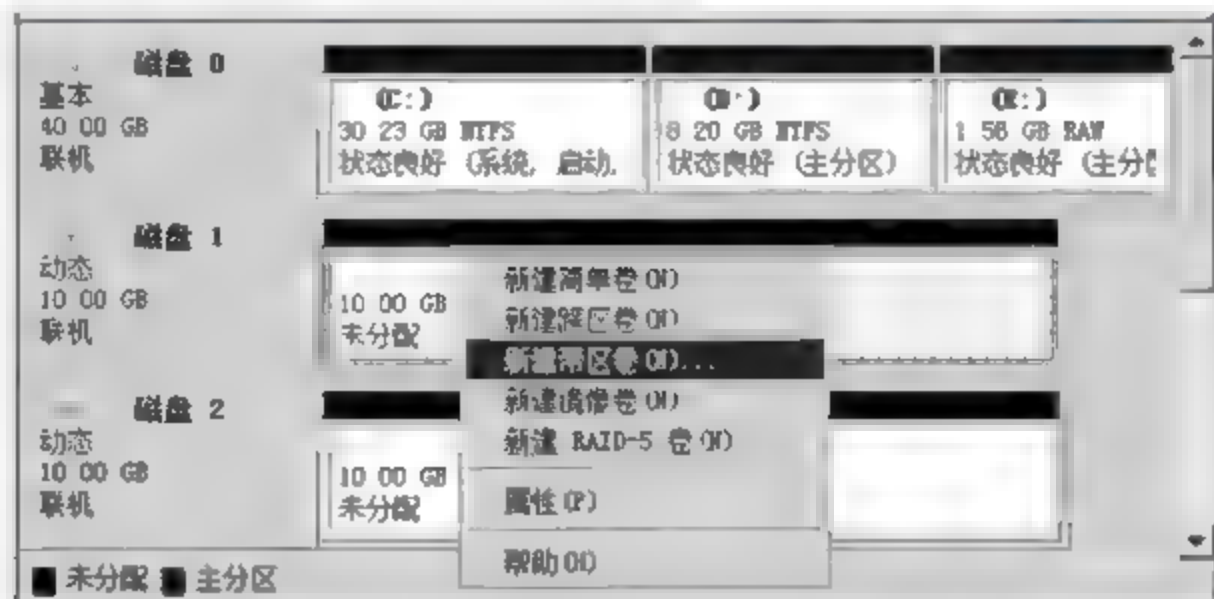 磁盘 0
基本
40 00 GB
联机
(C:)
30 23 GB NTFS
状态良好 (系统, 启动,
(D:)
8 20 GB NTFS
状态良好 (主分区)
(E:)
1 56 GB RAW
状态良好 (主分
磁盘 1
动态
10 00 GB
联机
10 00 GB
未分配
新建简单卷(N)
新建跨区卷(N)
新建带区卷(N)...
新建镜像卷(N)
新建 RAID-5 卷(N)
属性(P)
帮助(H)
磁盘 2
动态
10 00 GB
联机
10 00 GB
未分配
未分配 主分区